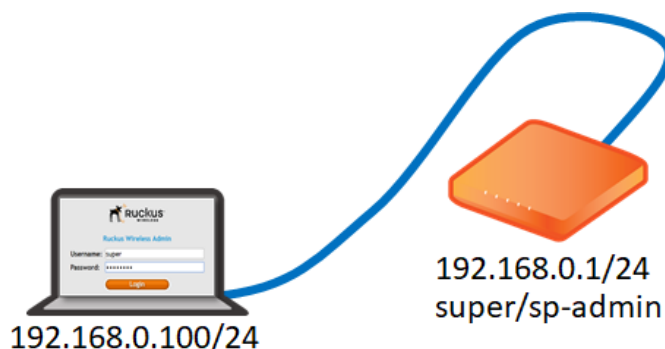 RUCKUS
WIRELESS
Ruckus Wireless Admin
Username: super
Password: ••••••••
Login
192.168.0.100/24
192.168.0.1/24
super/sp-admin